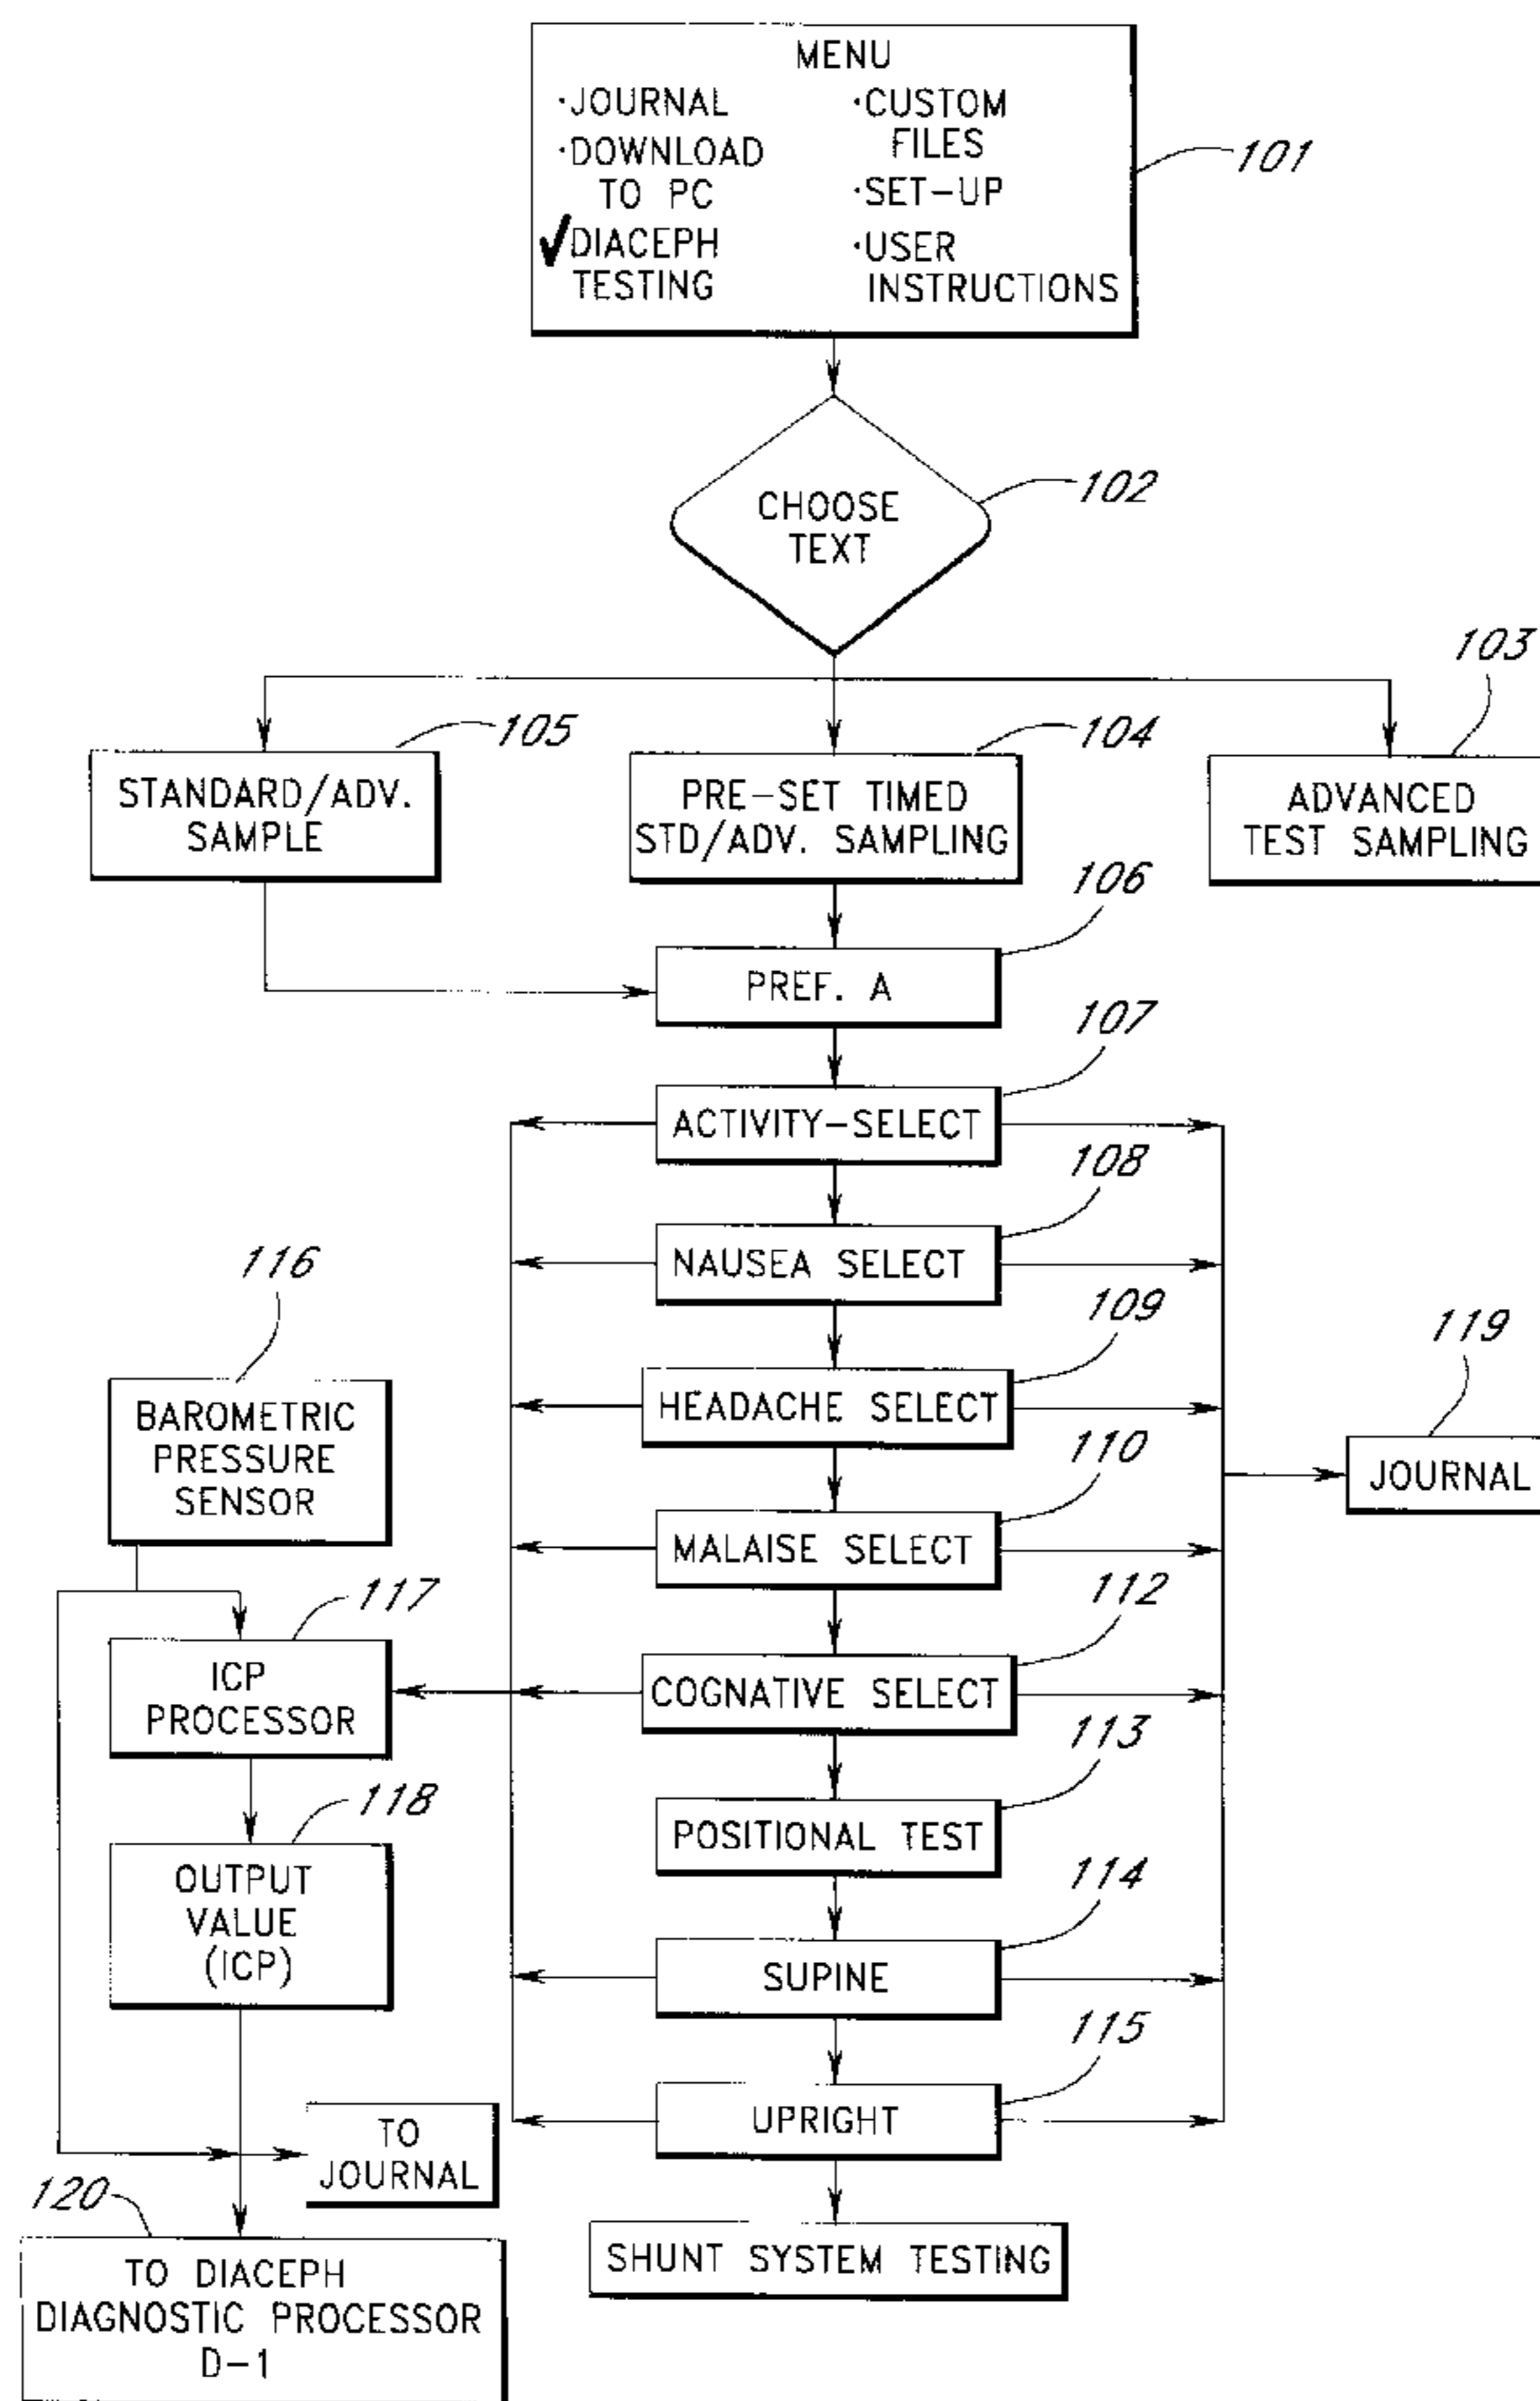 MENU
·JOURNAL
·DOWNLOAD
TO PC
✓DIACEPH
TESTING
·CUSTOM
FILES
·SET-UP
·USER
INSTRUCTIONS
101
CHOOSE
TEXT
102
103
105
104
STANDARD/ADV.
SAMPLE
PRE-SET TIMED
STD/ADV. SAMPLING
ADVANCED
TEST SAMPLING
106
PREF. A
107
ACTIVITY-SELECT
108
NAUSEA SELECT
116
109
HEADACHE SELECT
119
BAROMETRIC
PRESSURE
SENSOR
110
JOURNAL
MALAISE SELECT
117
112
ICP
PROCESSOR
COGNATIVE SELECT
113
118
POSITIONAL TEST
OUTPUT
VALUE
(ICP)
114
SUPINE
115
UPRIGHT
TO
JOURNAL
120
SHUNT SYSTEM TESTING
TO DIACEPH
DIAGNOSTIC PROCESSOR
D-1